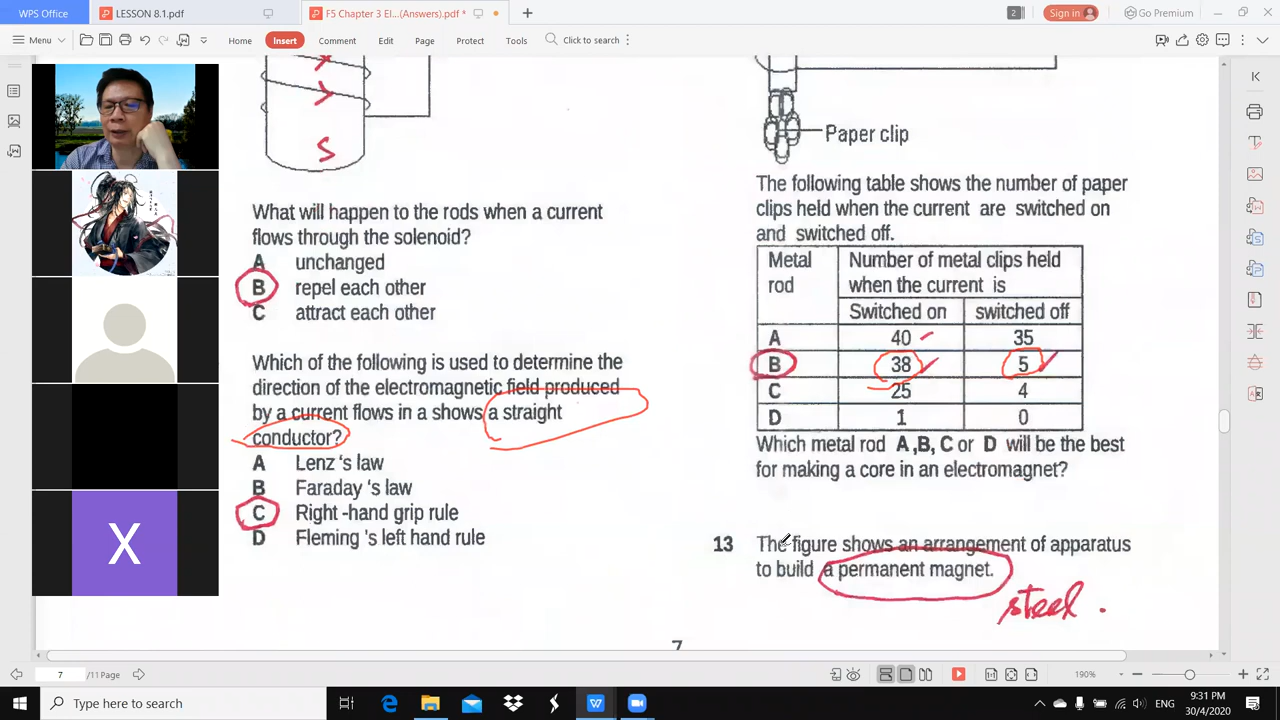 WPS Office
LESSON 8.1.pdf
F5 Chapter 3 El...(Answers).pdf *
2
Sign in
Go Premium
Menu
Home
Insert
Comment
Edit
Page
Protect
Tools
Click to search
S
What will happen to the rods when a current
flows through the solenoid?
A unchanged
B repel each other
C attract each other
Which of the following is used to determine the
direction of the electromagnetic field produced
by a current flows in a shows a straight
conductor?
A Lenz 's law
B Faraday 's law
C Right -hand grip rule
D Fleming 's left hand rule
X
Paper clip
The following table shows the number of paper
clips held when the current are switched on
and switched off.
Metal rod
Number of metal clips held
when the current is
Switched on switched off
A 40 35
B 38 5
C 25 4
D 1 0
Which metal rod A ,B, C or D will be the best
for making a core in an electromagnet?
13 The figure shows an arrangement of apparatus
to build a permanent magnet.
steel .
7
7 /11 Page
190%
Type here to search
ENG
9:31 PM
30/4/2020